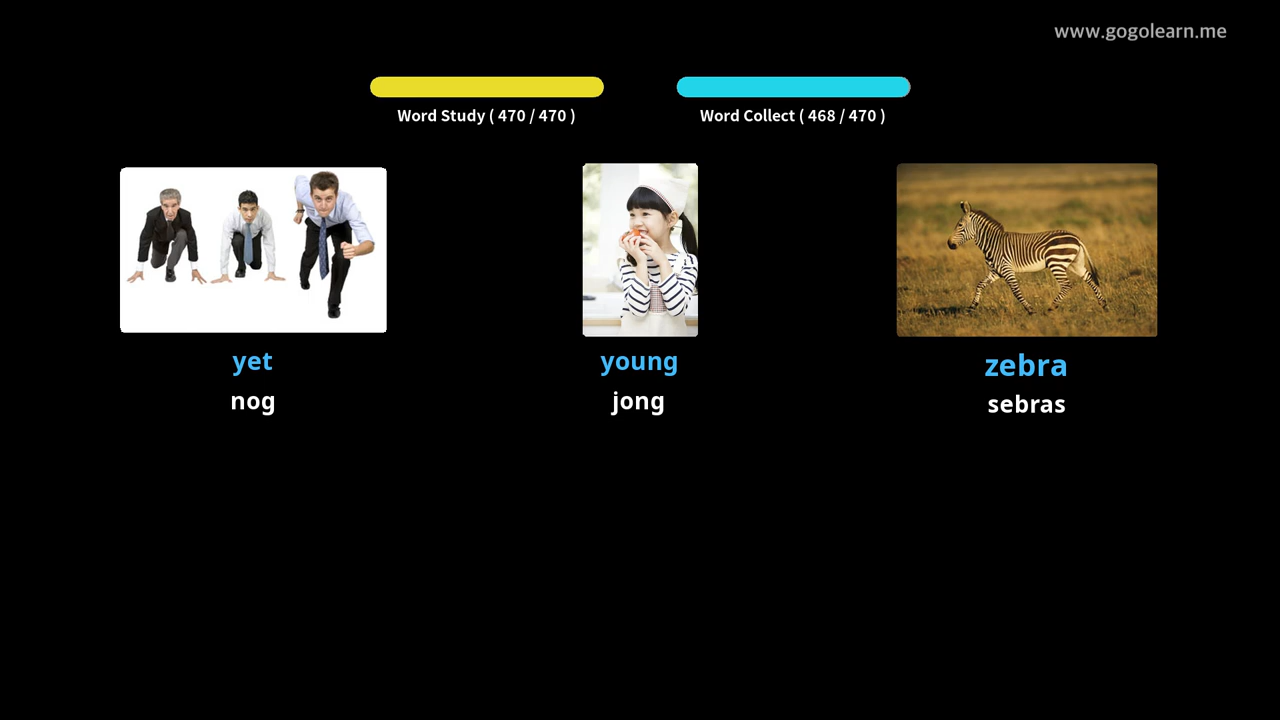 www.gogolearn.me
Word Study ( 470 / 470 )
Word Collect ( 468 / 470 )
yet
nog
young
jong
zebra
sebras